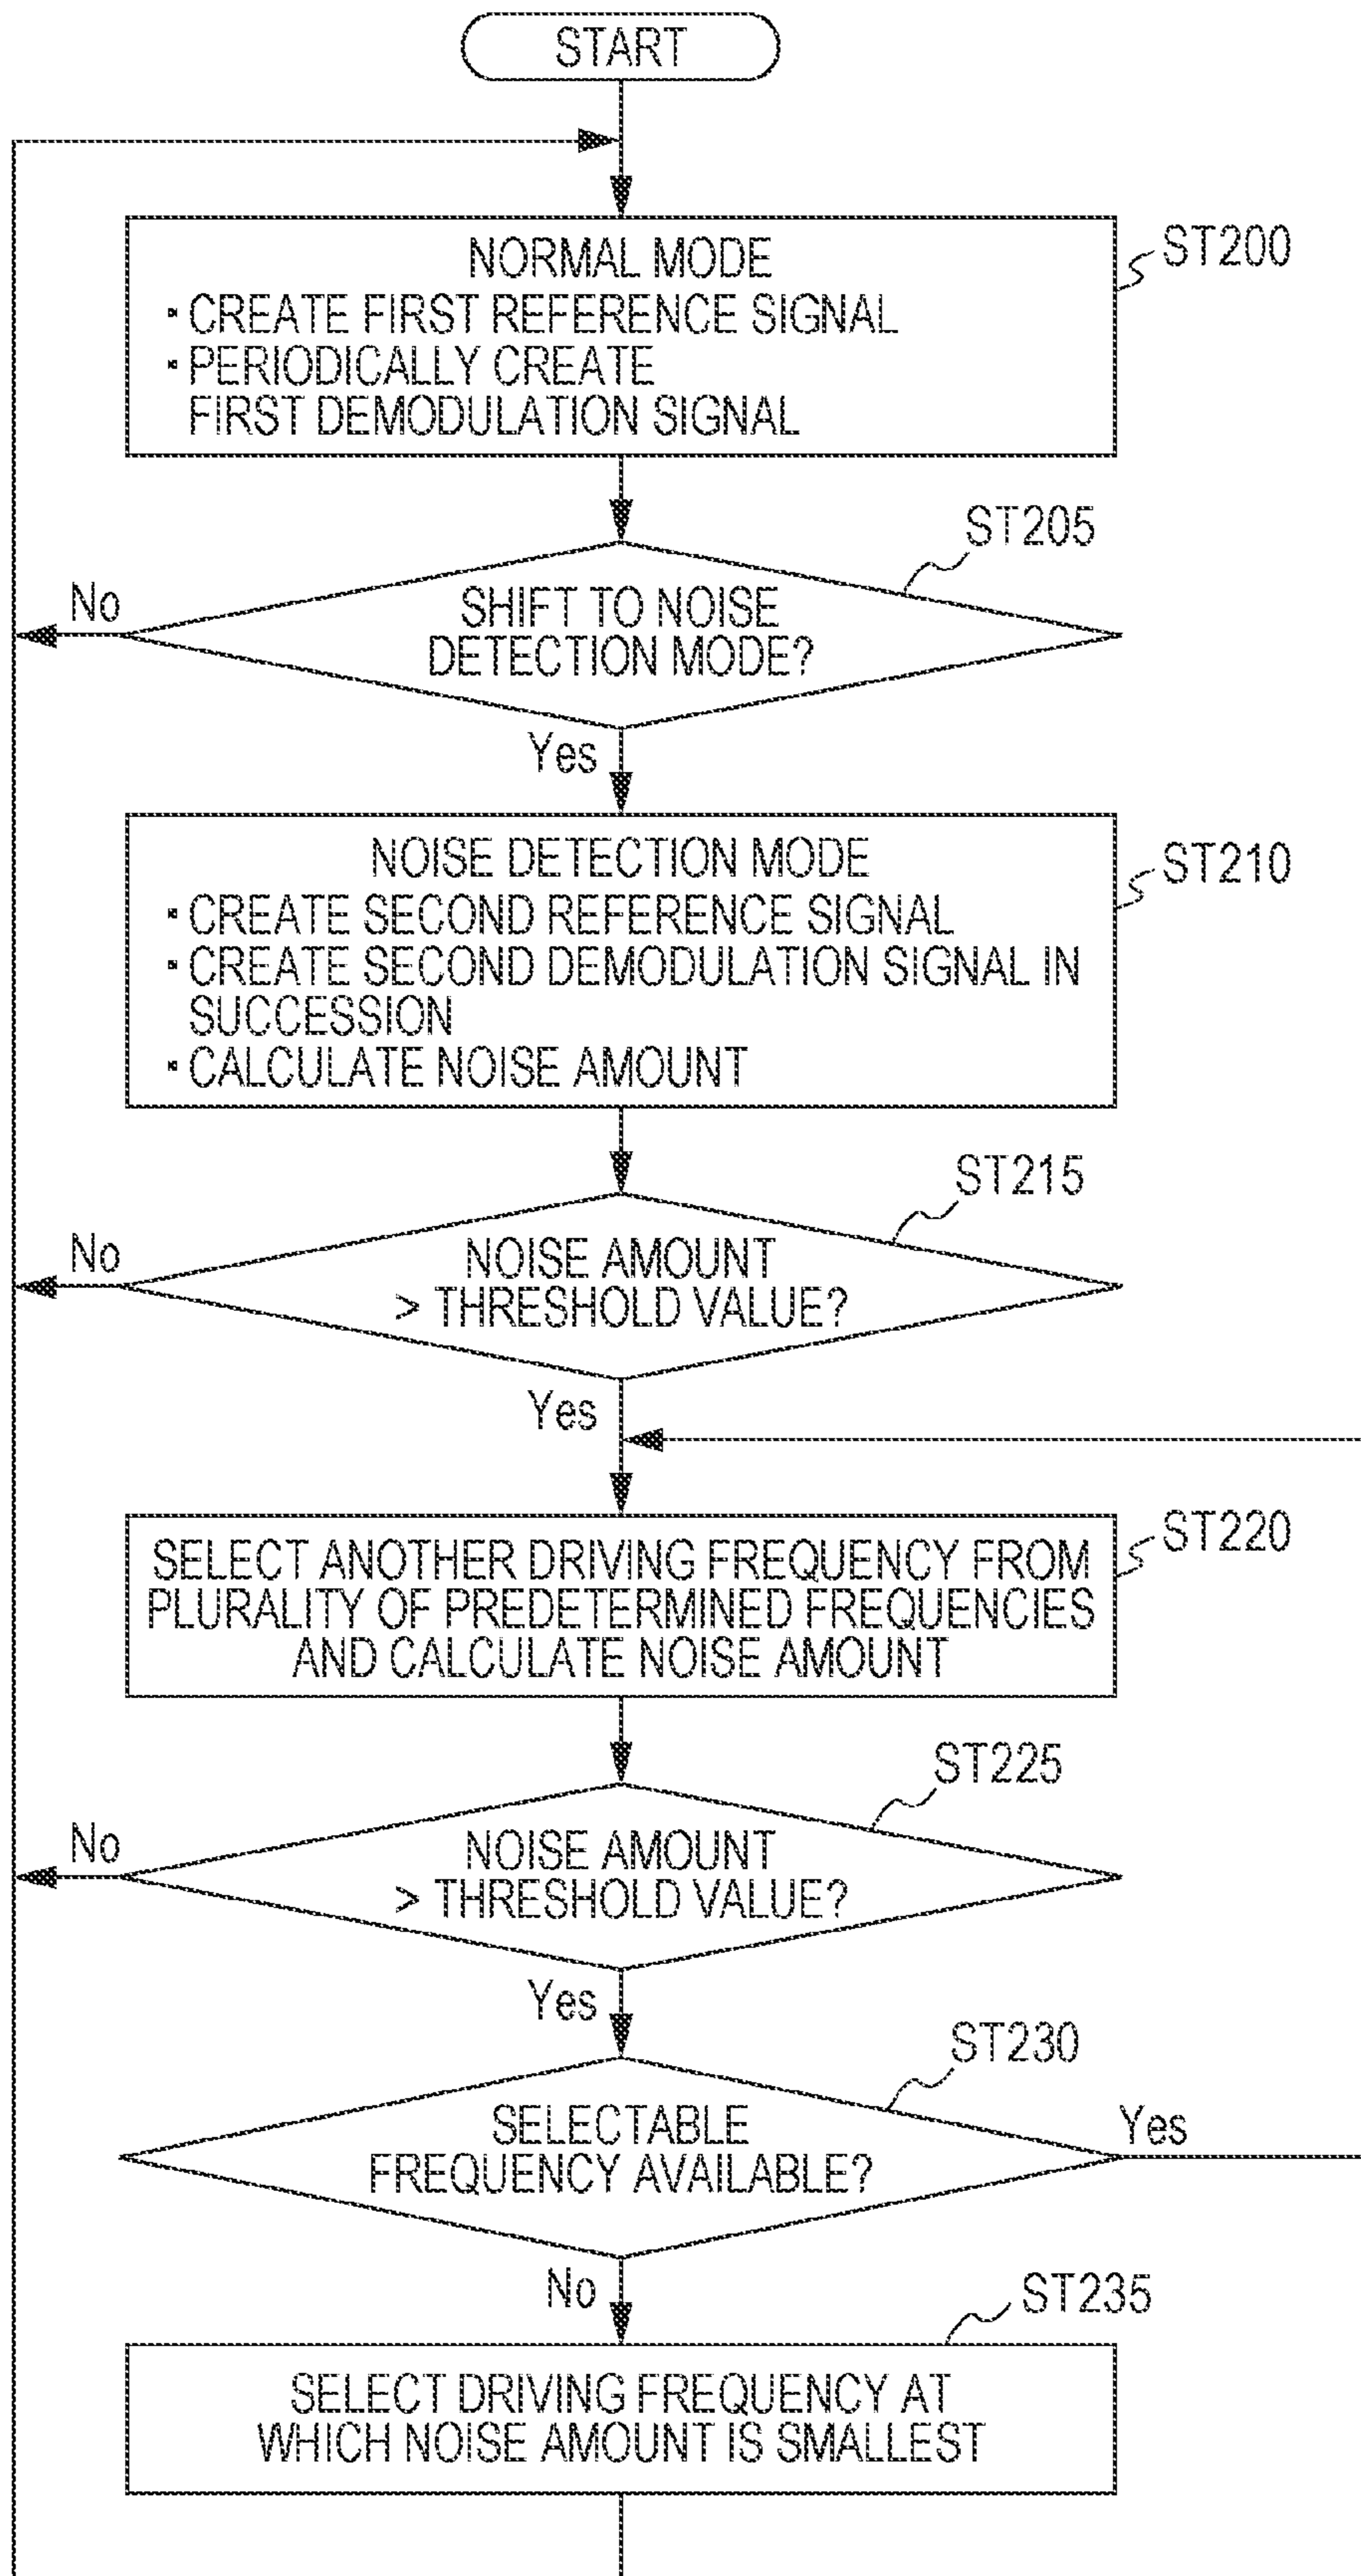 START
NORMAL MODE
ST200
▪ CREATE FIRST REFERENCE SIGNAL
▪ PERIODICALLY CREATE
FIRST DEMODULATION SIGNAL
ST205
No
SHIFT TO NOISE
DETECTION MODE?
Yes
NOISE DETECTION MODE
ST210
▪ CREATE SECOND REFERENCE SIGNAL
▪ CREATE SECOND DEMODULATION SIGNAL IN
SUCCESSION
▪ CALCULATE NOISE AMOUNT
ST215
No
NOISE AMOUNT
> THRESHOLD VALUE?
Yes
ST220
SELECT ANOTHER DRIVING FREQUENCY FROM
PLURALITY OF PREDETERMINED FREQUENCIES
AND CALCULATE NOISE AMOUNT
ST225
No
NOISE AMOUNT
> THRESHOLD VALUE?
Yes
ST230
SELECTABLE
FREQUENCY AVAILABLE?
Yes
No
ST235
SELECT DRIVING FREQUENCY AT
WHICH NOISE AMOUNT IS SMALLEST